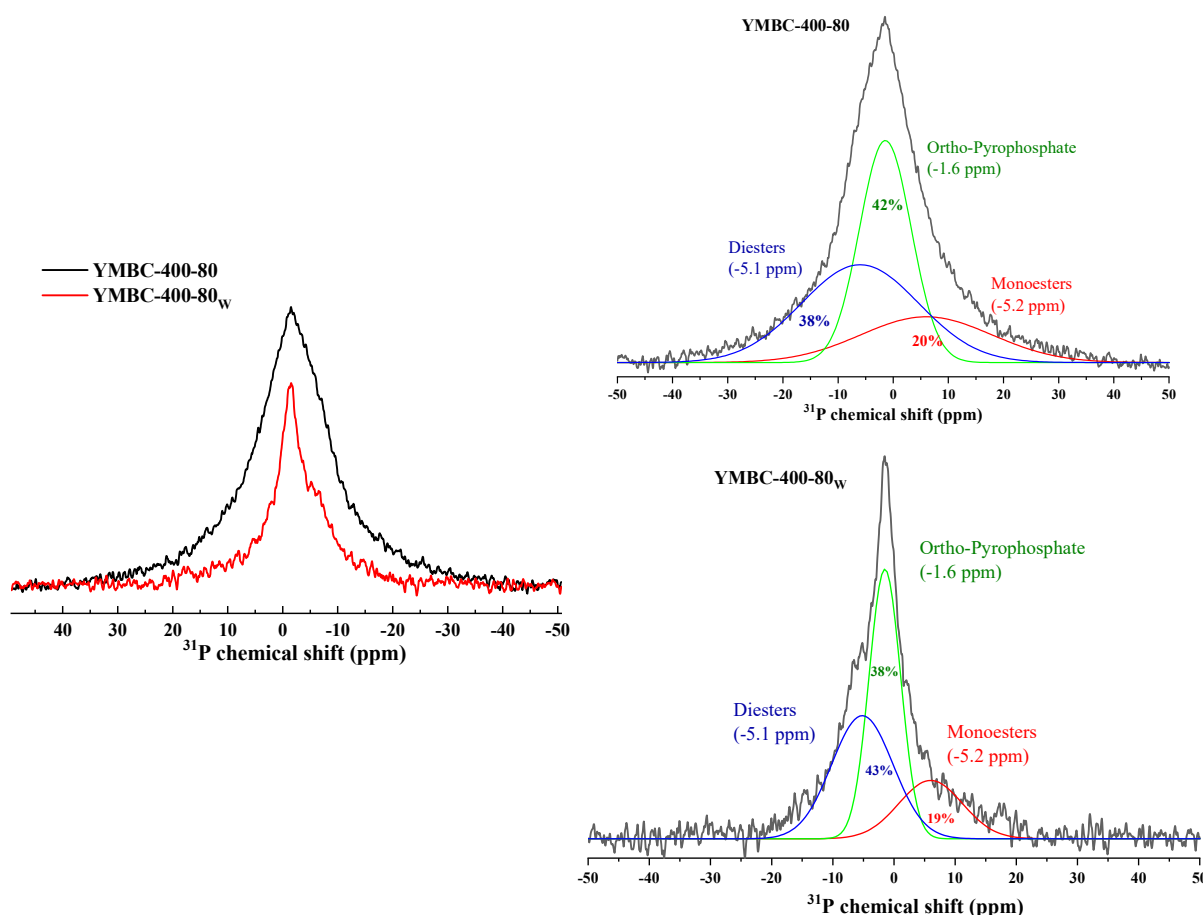 YMBC-400-80
YMBC-400-80W
40 20 0 -10 -20 -30 -40 -50
31P chemical shift (ppm)
YMBC-400-80
Ortho-Pyrophosphate
(-1.6 ppm)
42%
Diesters
(-5.1 ppm)
38%
Monoesters
(-5.2 ppm)
20%
-50 -40 -30 -20 -10 0 10 20 30 40 50
31P chemical shift (ppm)
YMBC-400-80W
Ortho-Pyrophosphate
(-1.6 ppm)
38%
Diesters
(-5.1 ppm)
43%
Monoesters
(-5.2 ppm)
19%
-50 -40 -30 -20 -10 0 10 20 30 40 50
31P chemical shift (ppm)